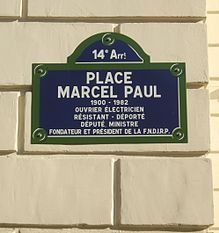 14e Arrt
PLACE
MARCEL PAUL
1900 - 1982
OUVRIER ÉLECTRICIEN
RÉSISTANT - DÉPORTÉ
DÉPUTÉ, MINISTRE
FONDATEUR ET PRÉSIDENT DE LA F.N.D.I.R.P.